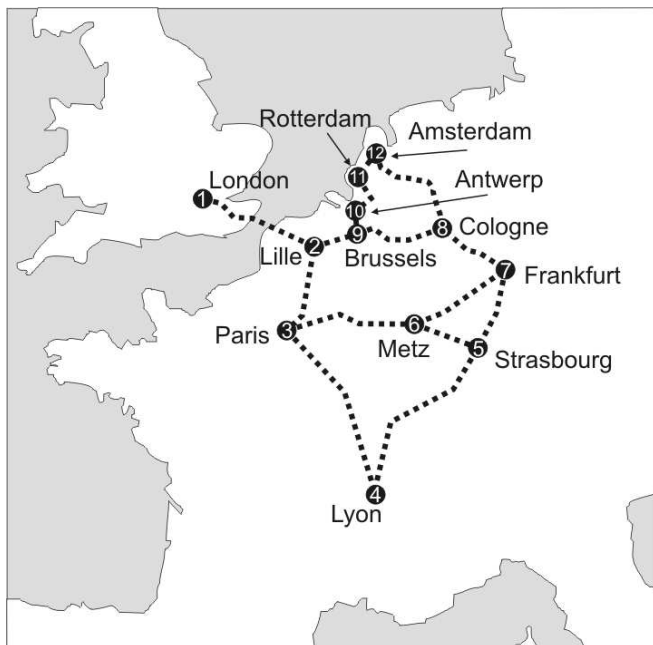 Rotterdam
Amsterdam
12
11
London
Antwerp
1
10
Cologne
8
9
2
Lille
Brussels
7
Frankfurt
Paris
3
6
Metz
5
Strasbourg
4
Lyon